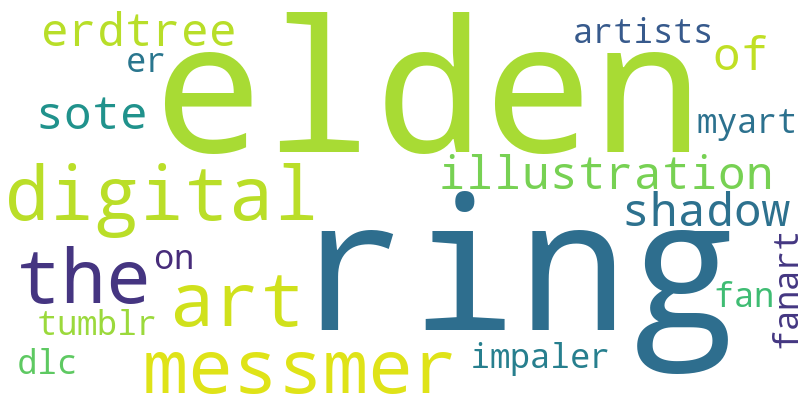 erdtree
elden
artists
er
of
sote
myart
digital
illustration
shadow
ring
the
on
art
fanart
fan
tumblr
dlc
messmer
impaler